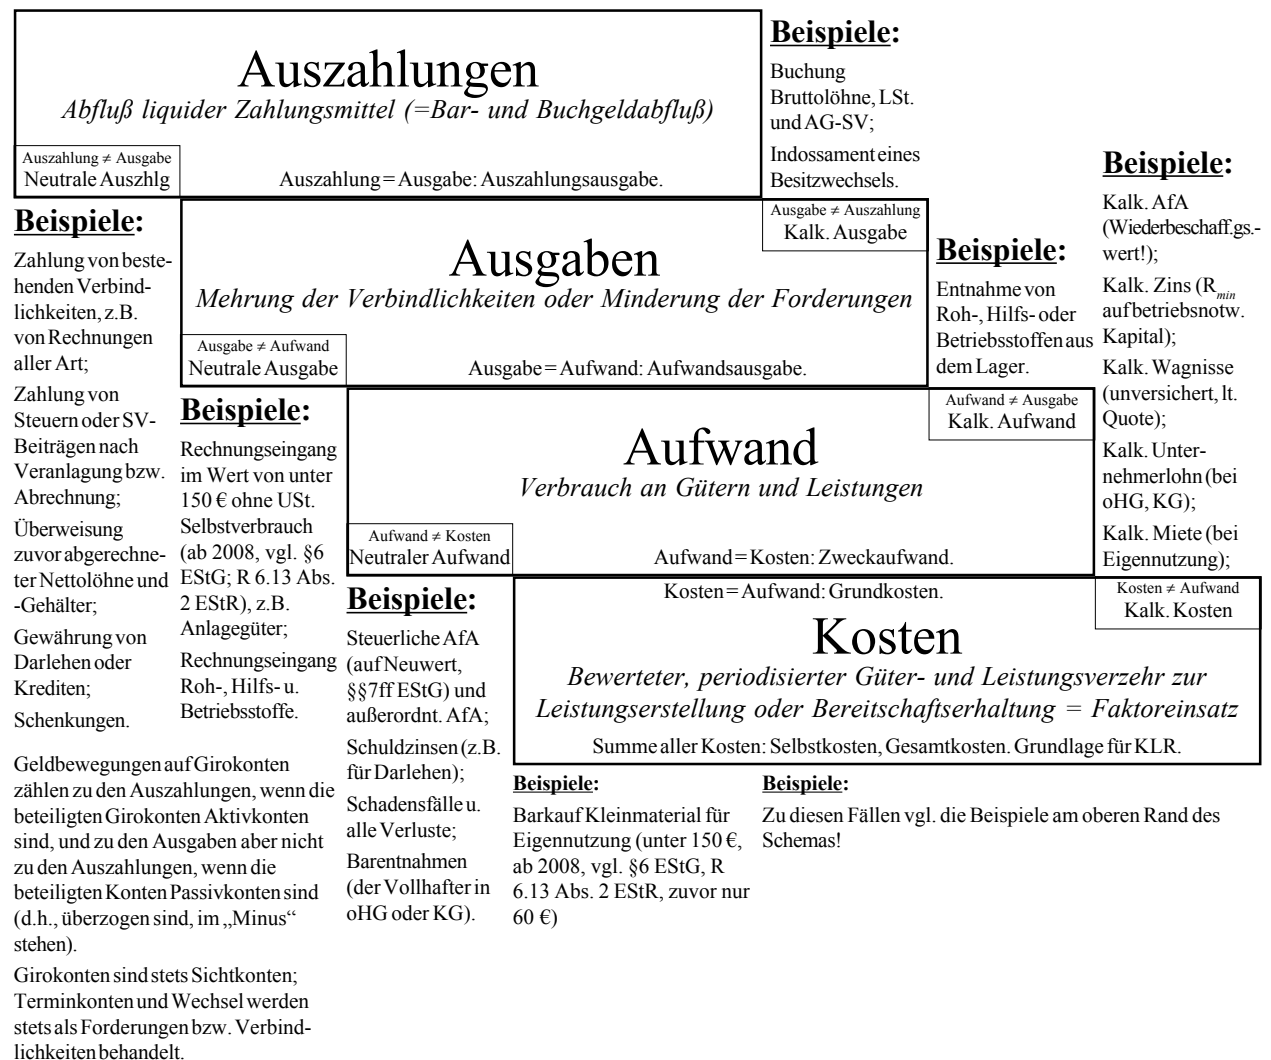 Auszahlungen
Abfluß liquider Zahlungsmittel (=Bar- und Buchgeldabfluß)
Auszahlung ≠ Ausgabe
Neutrale Auszhlg
Auszahlung = Ausgabe: Auszahlungsausgabe.
Beispiele:
Buchung
Bruttolöhne, LSt.
und AG-SV;
Indossament eines
Besitzwechsels.
Beispiele:
Zahlung von beste-
henden Verbind-
lichkeiten, z.B.
von Rechnungen
aller Art;
Zahlung von
Steuern oder SV-
Beiträgen nach
Veranlagung bzw.
Abrechnung;
Überweisung
zuvor abgerechne-
ter Nettolöhne und
-Gehälter;
Gewährung von
Darlehen oder
Krediten;
Schenkungen.
Ausgabe ≠ Auszahlung
Kalk. Ausgabe
Ausgaben
Mehrung der Verbindlichkeiten oder Minderung der Forderungen
Ausgabe ≠ Aufwand
Neutrale Ausgabe
Ausgabe = Aufwand: Aufwandsausgabe.
Beispiele:
Entnahme von
Roh-, Hilfs- oder
Betriebsstoffen aus
dem Lager.
Beispiele:
Rechnungseingang
im Wert von unter
150 € ohne USt.
Selbstverbrauch
(ab 2008, vgl. §6
EStG; R 6.13 Abs.
2 EStR), z.B.
Anlagegüter;
Rechnungseingang
Roh-, Hilfs- u.
Betriebsstoffe.
Aufwand ≠ Ausgabe
Kalk. Aufwand
Aufwand
Verbrauch an Gütern und Leistungen
Aufwand ≠ Kosten
Neutraler Aufwand
Aufwand = Kosten: Zweckaufwand.
Beispiele:
Kalk. AfA
(Wiederbeschaff.gs.-
wert!);
Kalk. Zins (Rmin
auf betriebsnotw.
Kapital);
Kalk. Wagnisse
(unversichert, lt.
Quote);
Kalk. Unter-
nehmerlohn (bei
oHG, KG);
Kalk. Miete (bei
Eigennutzung);
Beispiele:
Steuerliche AfA
(auf Neuwert,
§§7ff EStG) und
außerordnt. AfA;
Schuldzinsen (z.B.
für Darlehen);
Schadensfälle u.
alle Verluste;
Barentnahmen
(der Vollhafter in
oHG oder KG).
Kosten = Aufwand: Grundkosten.
Kosten ≠ Aufwand
Kalk. Kosten
Kosten
Bewerteter, periodisierter Güter- und Leistungsverzehr zur
Leistungserstellung oder Bereitschaftserhaltung = Faktoreinsatz
Summe aller Kosten: Selbstkosten, Gesamtkosten. Grundlage für KLR.
Beispiele:
Barkauf Kleinmaterial für
Eigennutzung (unter 150 €,
ab 2008, vgl. §6 EStG, R
6.13 Abs. 2 EStR, zuvor nur
60 €)
Beispiele:
Zu diesen Fällen vgl. die Beispiele am oberen Rand des
Schemas!
Geldbewegungen auf Girokonten
zählen zu den Auszahlungen, wenn die
beteiligten Girokonten Aktivkonten
sind, und zu den Ausgaben aber nicht
zu den Auszahlungen, wenn die
beteiligten Konten Passivkonten sind
(d.h., überzogen sind, im „Minus“
stehen).
Girokonten sind stets Sichtkonten;
Terminkonten und Wechsel werden
stets als Forderungen bzw. Verbind-
lichkeiten behandelt.